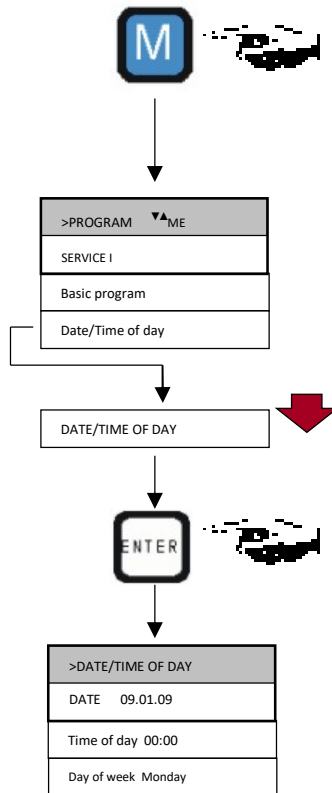 M
>PROGRAM ▼▲ME
SERVICE I
Basic program
Date/Time of day
DATE/TIME OF DAY
ENTER
>DATE/TIME OF DAY
DATE 09.01.09
Time of day 00:00
Day of week Monday